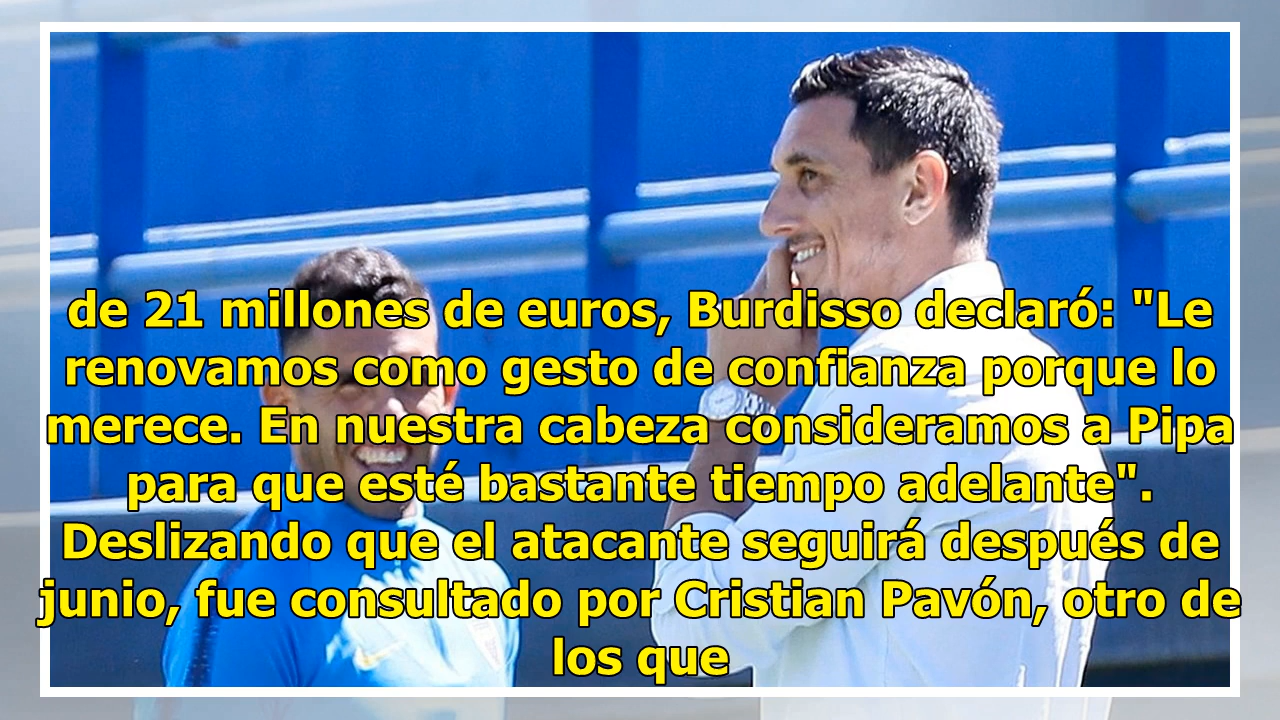 de 21 millones de euros, Burdisso declaró: "Le
renovamos como gesto de confianza porque lo
merece. En nuestra cabeza consideramos a Pipa
para que esté bastante tiempo adelante".
Deslizando que el atacante seguirá después de
junio, fue consultado por Cristian Pavón, otro de
los que